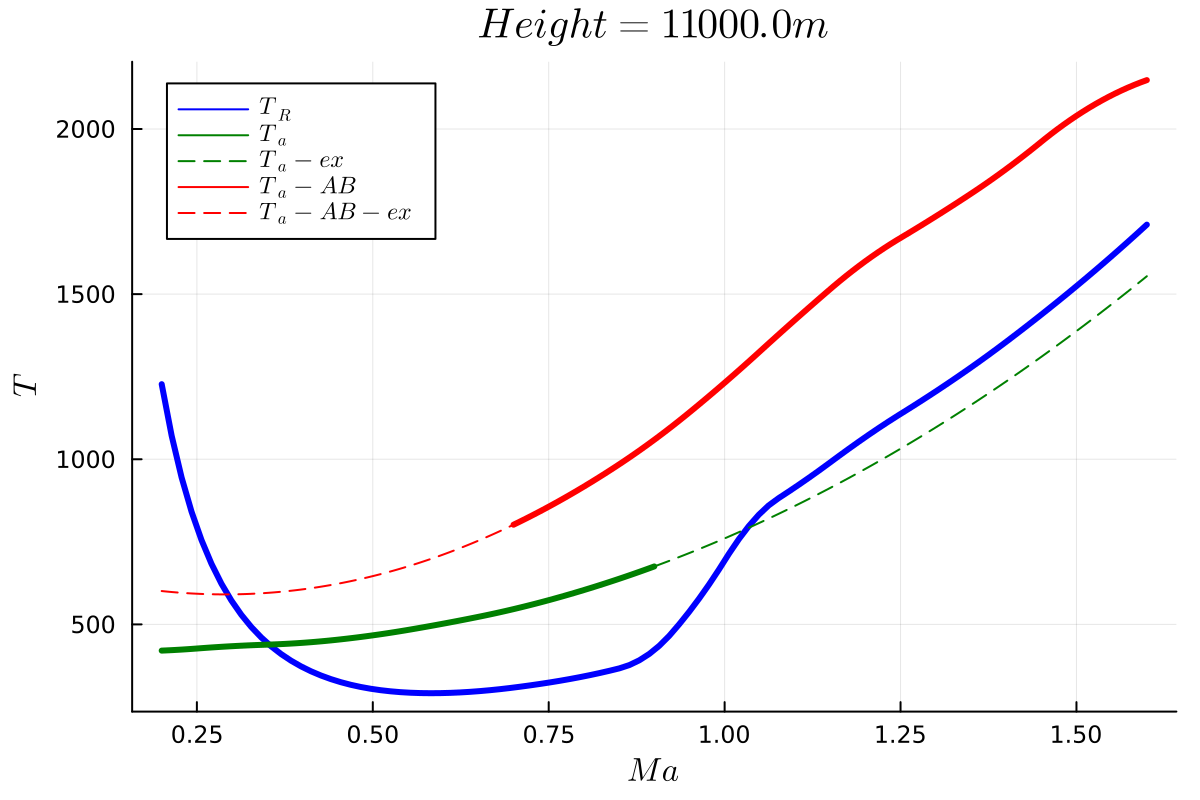 Height = 11000.0m
T_R
T_a
T_a − ex
T_a − AB
T_a − AB − ex
2000
1500
1000
500
T
0.25 0.50 0.75 1.00 1.25 1.50
Ma